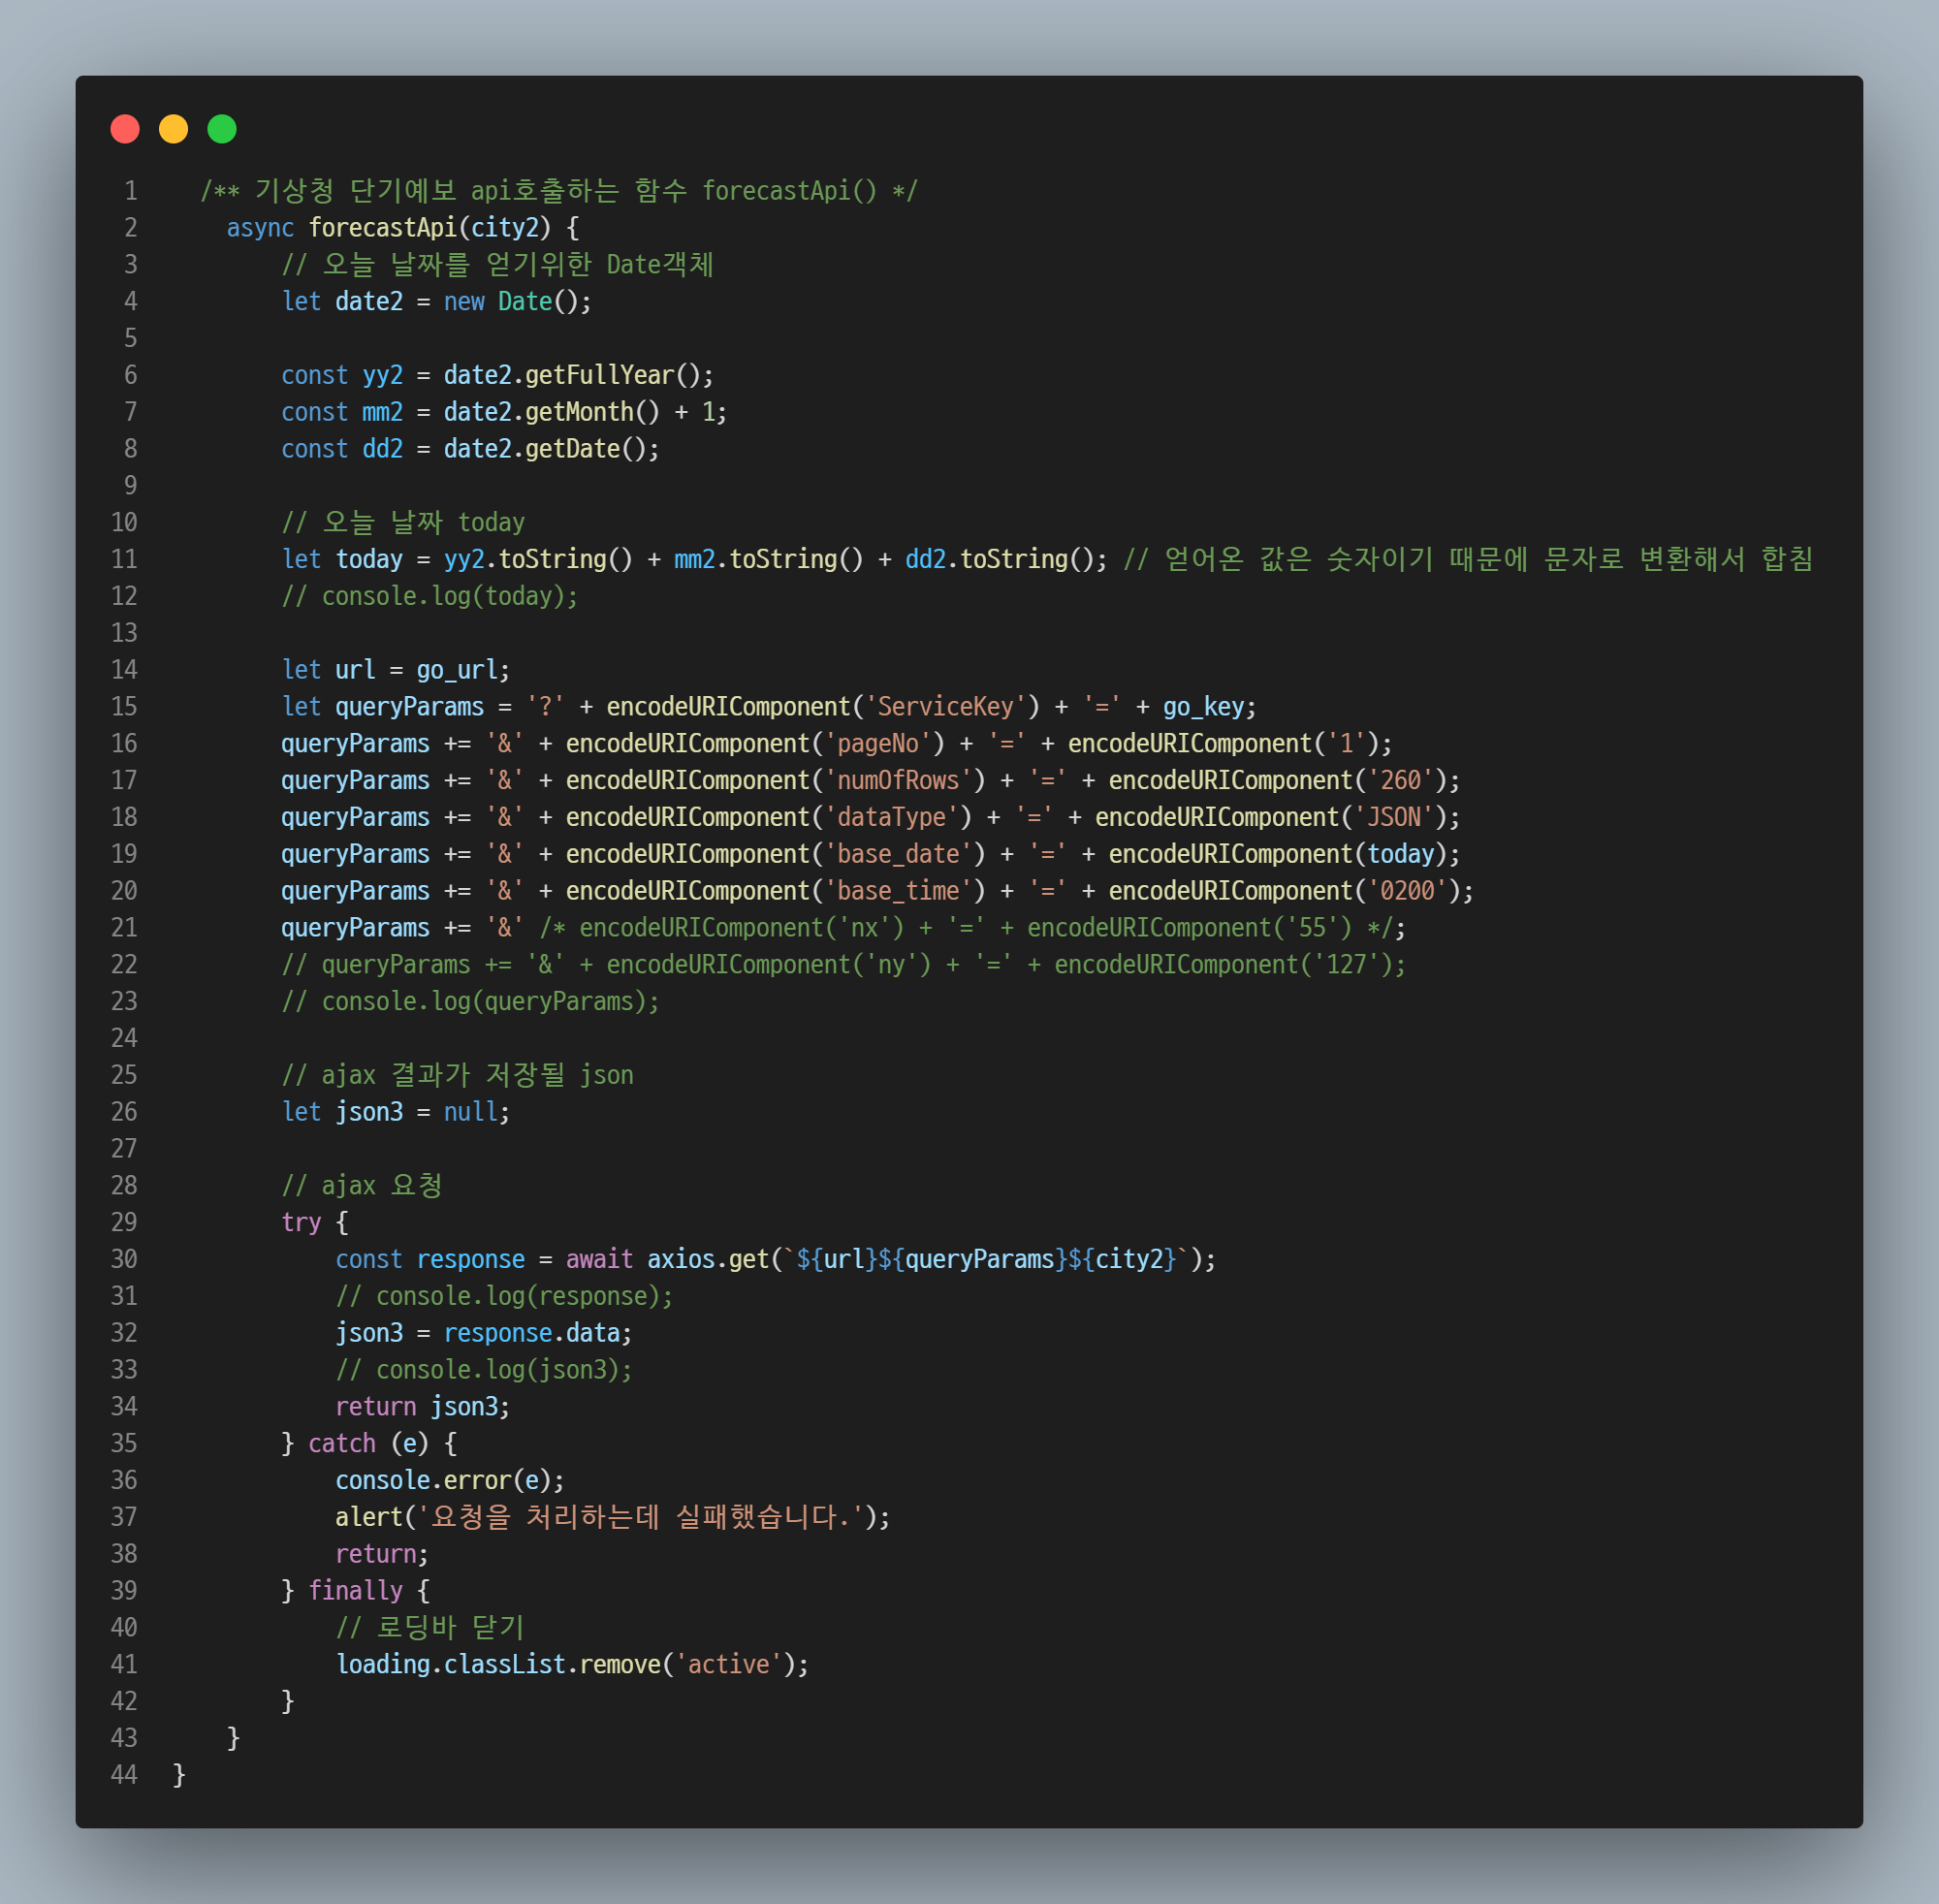 1 /** 기상청 단기예보 api호출하는 함수 forecastApi() */
2 async forecastApi(city2) {
3 // 오늘 날짜를 얻기위한 Date객체
4 let date2 = new Date();
5
6 const yy2 = date2.getFullYear();
7 const mm2 = date2.getMonth() + 1;
8 const dd2 = date2.getDate();
9
10 // 오늘 날짜 today
11 let today = yy2.toString() + mm2.toString() + dd2.toString(); // 얻어온 값은 숫자이기 때문에 문자로 변환해서 합침
12 // console.log(today);
13
14 let url = go_url;
15 let queryParams = '?' + encodeURIComponent('ServiceKey') + '=' + go_key;
16 queryParams += '&' + encodeURIComponent('pageNo') + '=' + encodeURIComponent('1');
17 queryParams += '&' + encodeURIComponent('numOfRows') + '=' + encodeURIComponent('260');
18 queryParams += '&' + encodeURIComponent('dataType') + '=' + encodeURIComponent('JSON');
19 queryParams += '&' + encodeURIComponent('base_date') + '=' + encodeURIComponent(today);
20 queryParams += '&' + encodeURIComponent('base_time') + '=' + encodeURIComponent('0200');
21 queryParams += '&' /* encodeURIComponent('nx') + '=' + encodeURIComponent('55') */;
22 // queryParams += '&' + encodeURIComponent('ny') + '=' + encodeURIComponent('127');
23 // console.log(queryParams);
24
25 // ajax 결과가 저장될 json
26 let json3 = null;
27
28 // ajax 요청
29 try {
30 const response = await axios.get(`${url}${queryParams}${city2}`);
31 // console.log(response);
32 json3 = response.data;
33 // console.log(json3);
34 return json3;
35 } catch (e) {
36 console.error(e);
37 alert('요청을 처리하는데 실패했습니다.');
38 return;
39 } finally {
40 // 로딩바 닫기
41 loading.classList.remove('active');
42 }
43 }
44 }